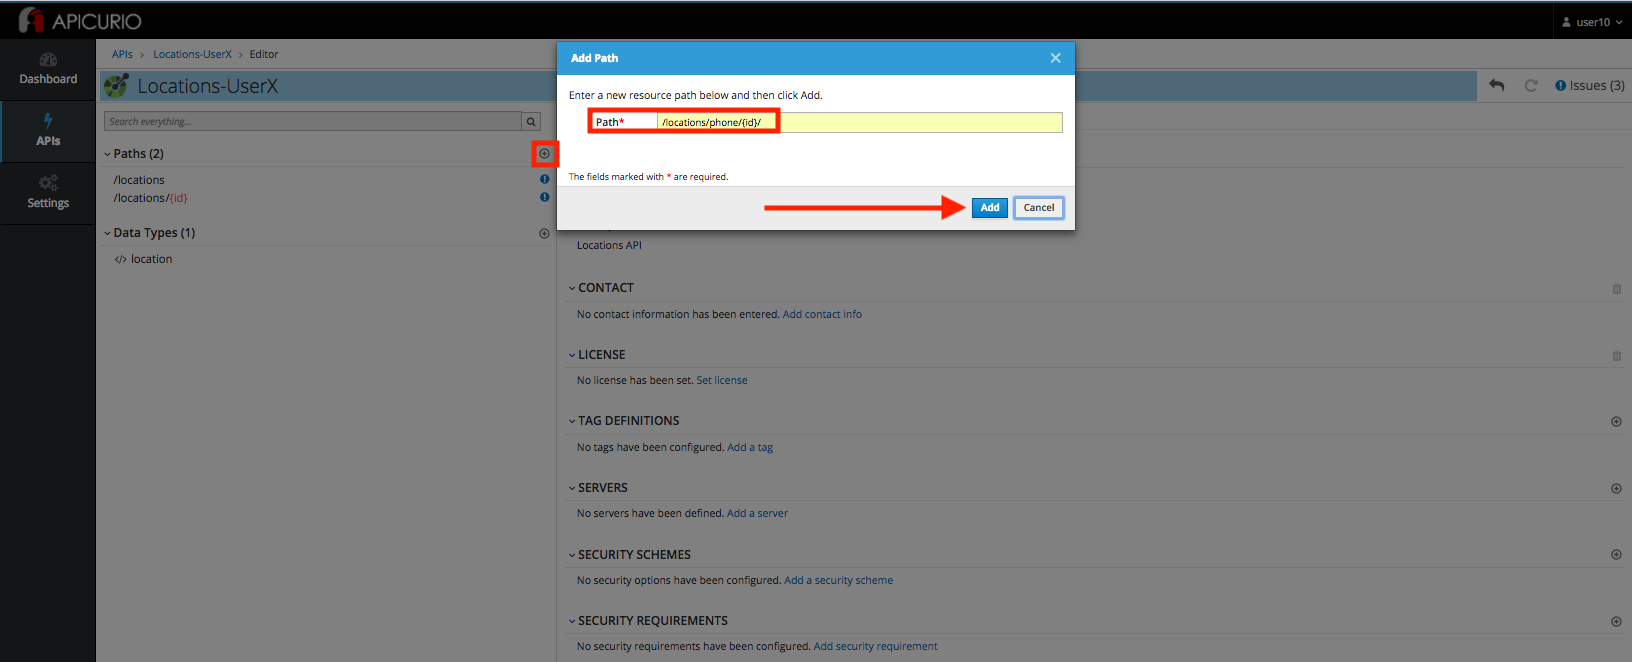 APICURIO
user10
Dashboard
APIs
Settings
APIs > Locations-UserX > Editor
Locations-UserX
Issues (3)
Search everything...
Paths (2)
/locations
/locations/{id}
Data Types (1)
</> location
Add Path
Enter a new resource path below and then click Add.
Path* /locations/phone/{id}/
The fields marked with * are required.
Add Cancel
Locations API
CONTACT
No contact information has been entered. Add contact info
LICENSE
No license has been set. Set license
TAG DEFINITIONS
No tags have been configured. Add a tag
SERVERS
No servers have been defined. Add a server
SECURITY SCHEMES
No security options have been configured. Add a security scheme
SECURITY REQUIREMENTS
No security requirements have been configured. Add security requirement